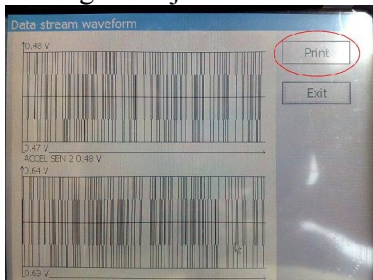 Data stream waveform
0.48 V
Print
Exit
0.47 V
ACCEL SEN 2 0.48 V
0.64 V
0.63 V